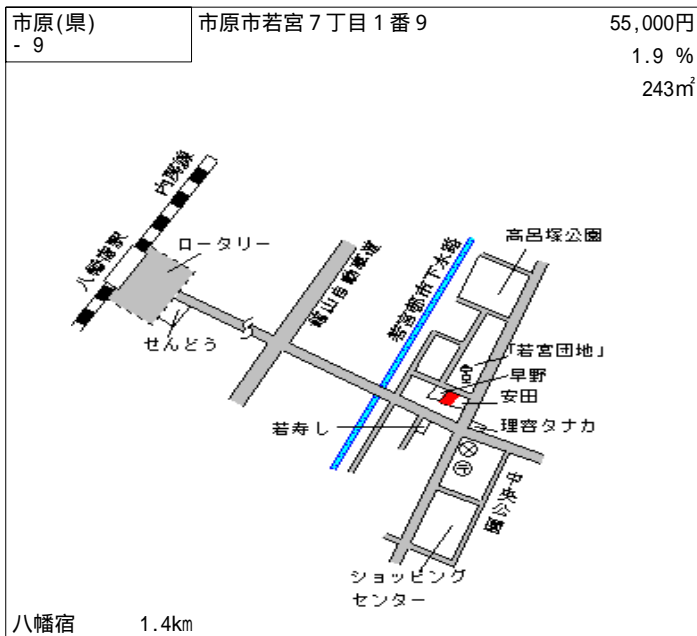 市原(県)
- 9
市原市若宮７丁目１番９
55,000円
1.9 %
243㎡
内房線
八幡宿駅
ロータリー
せんどう
館山自動車道
若宮都市下水路
高呂塚公園
「若宮団地」
早野
安田
理容タナカ
若寿し
中央公園
ショッピング
センター
八幡宿
1.4km